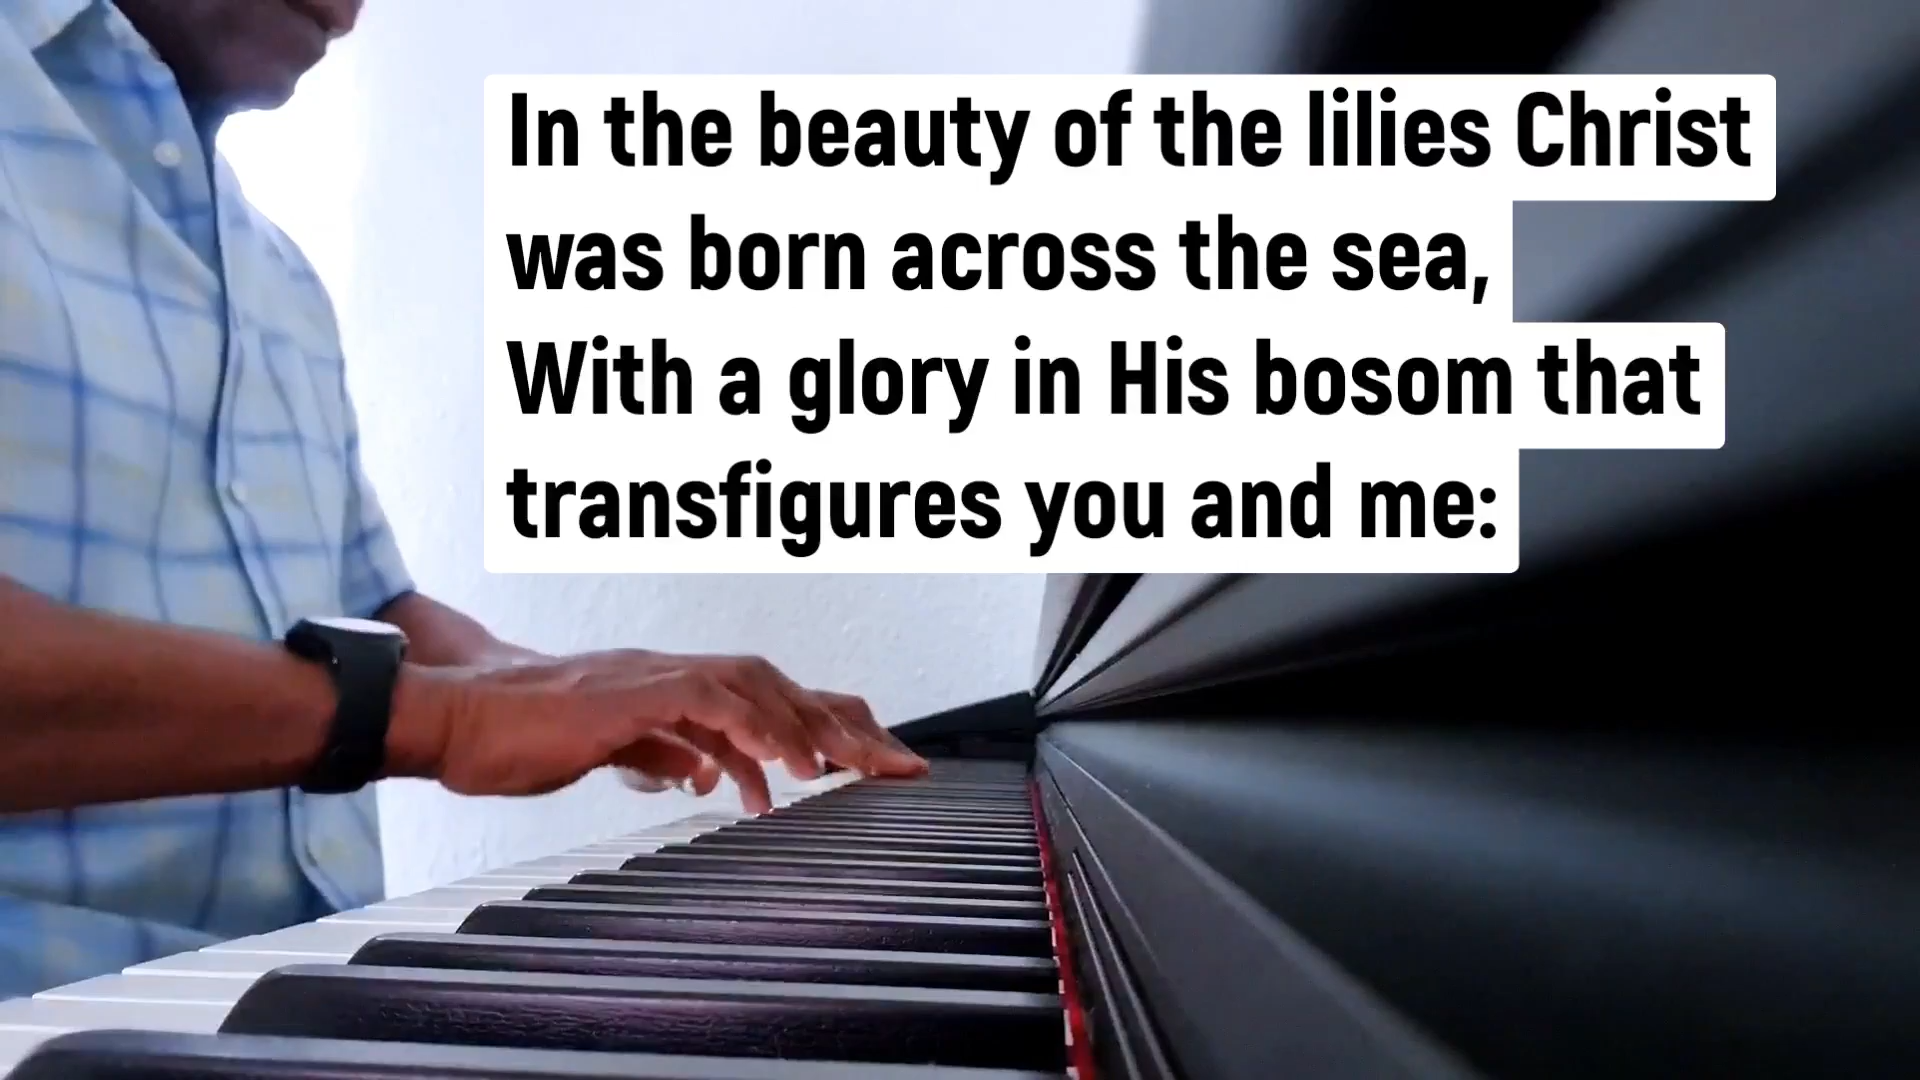 In the beauty of the lilies Christ
was born across the sea,
With a glory in His bosom that
transfigures you and me: